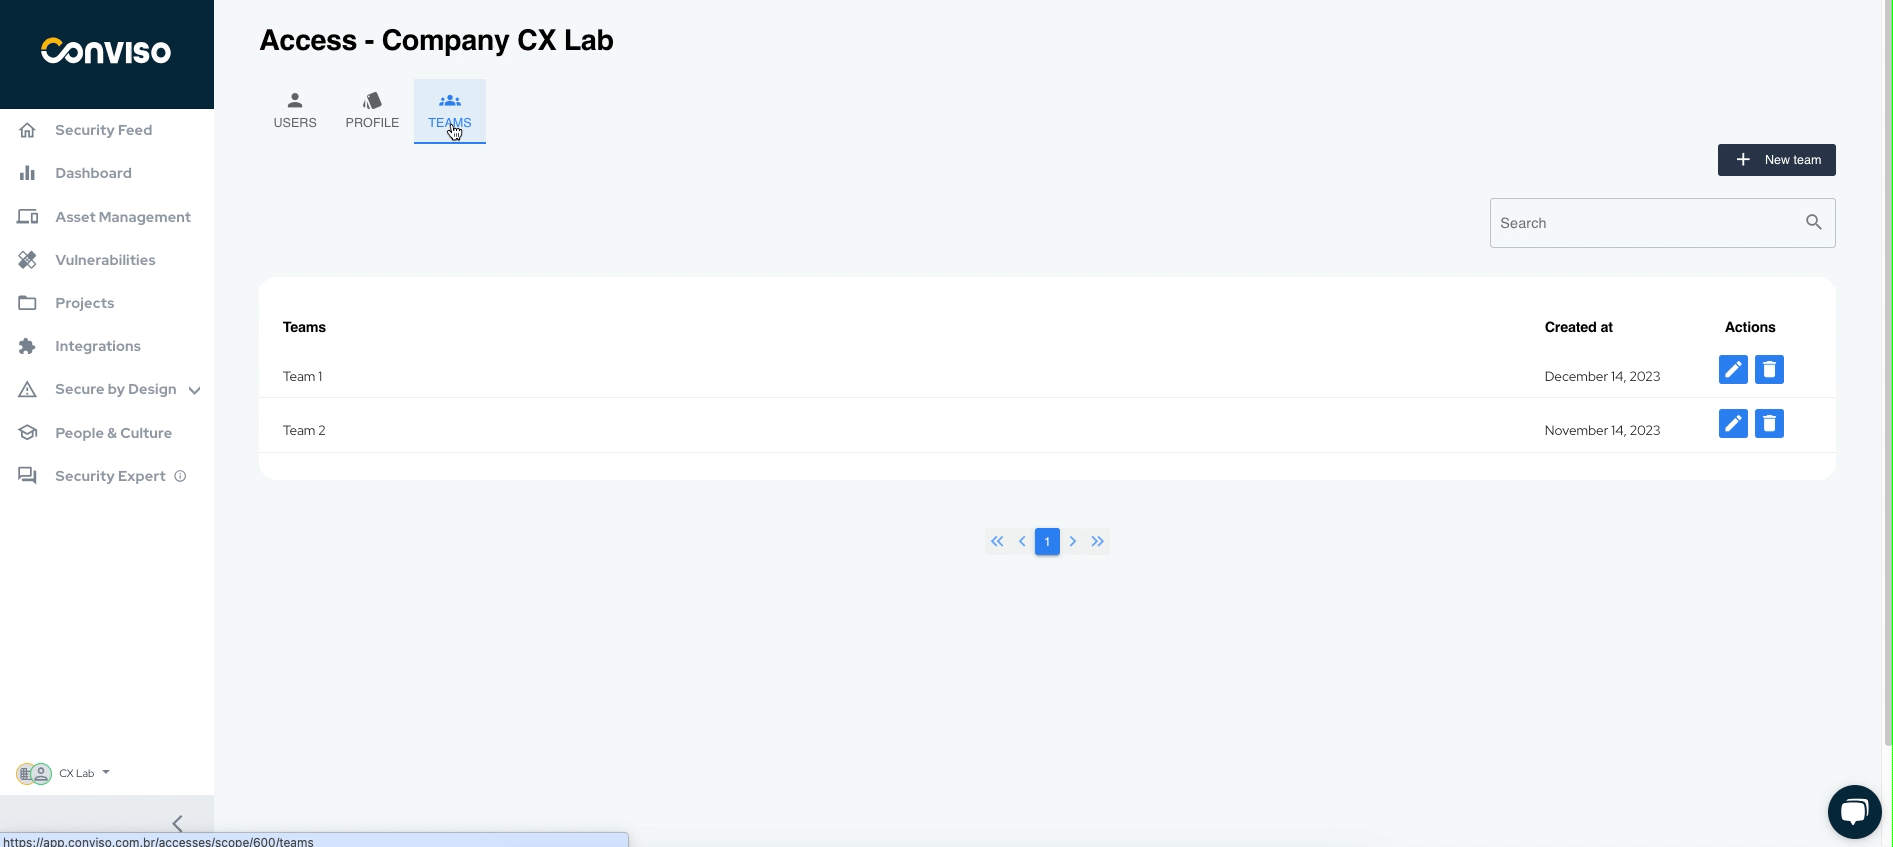 CONVISO
Access - Company CX Lab
USERS
PROFILE
TEAMS
Security Feed
Dashboard
Asset Management
Vulnerabilities
Projects
Integrations
Secure by Design
People & Culture
Security Expert
New team
Search
Teams Created at Actions
Team 1 December 14, 2023
Team 2 November 14, 2023
1
CX Lab
https://app.conviso.com.br/accesses/scope/600/teams